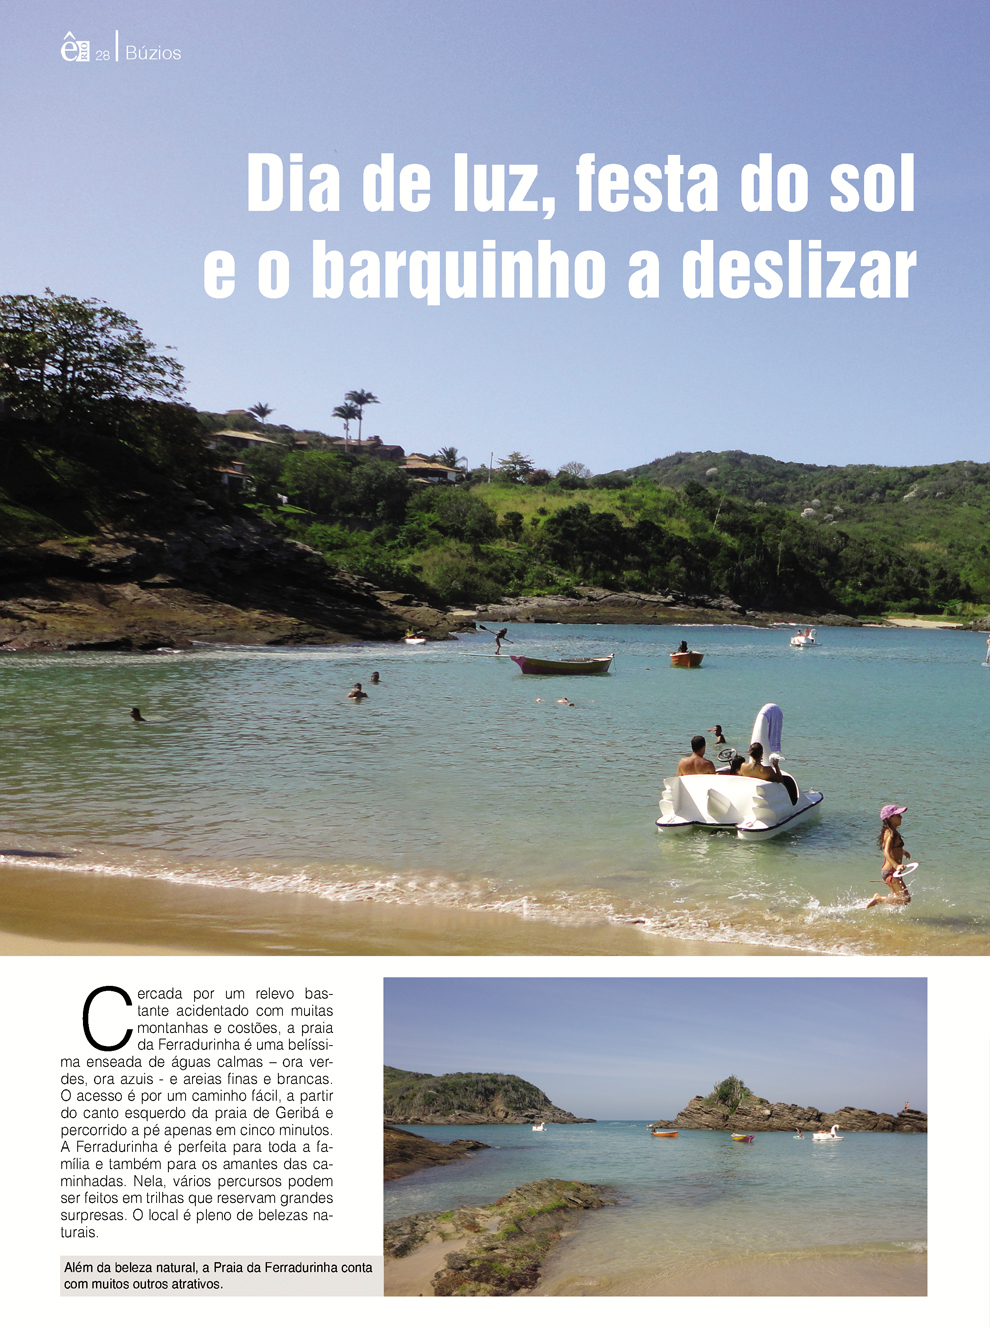 ê RIO 28 | Búzios
Dia de luz, festa do sol
e o barquinho a deslizar
Cercada por um relevo bas-
tante acidentado com muitas
montanhas e costões, a praia
da Ferradurinha é uma belíssi-
ma enseada de águas calmas – ora ver-
des, ora azuis - e areias finas e brancas.
O acesso é por um caminho fácil, a partir
do canto esquerdo da praia de Geribá e
percorrido a pé apenas em cinco minutos.
A Ferradurinha é perfeita para toda a fa-
mília e também para os amantes das ca-
minhadas. Nela, vários percursos podem
ser feitos em trilhas que reservam grandes
surpresas. O local é pleno de belezas na-
turais.
Além da beleza natural, a Praia da Ferradurinha conta
com muitos outros atrativos.